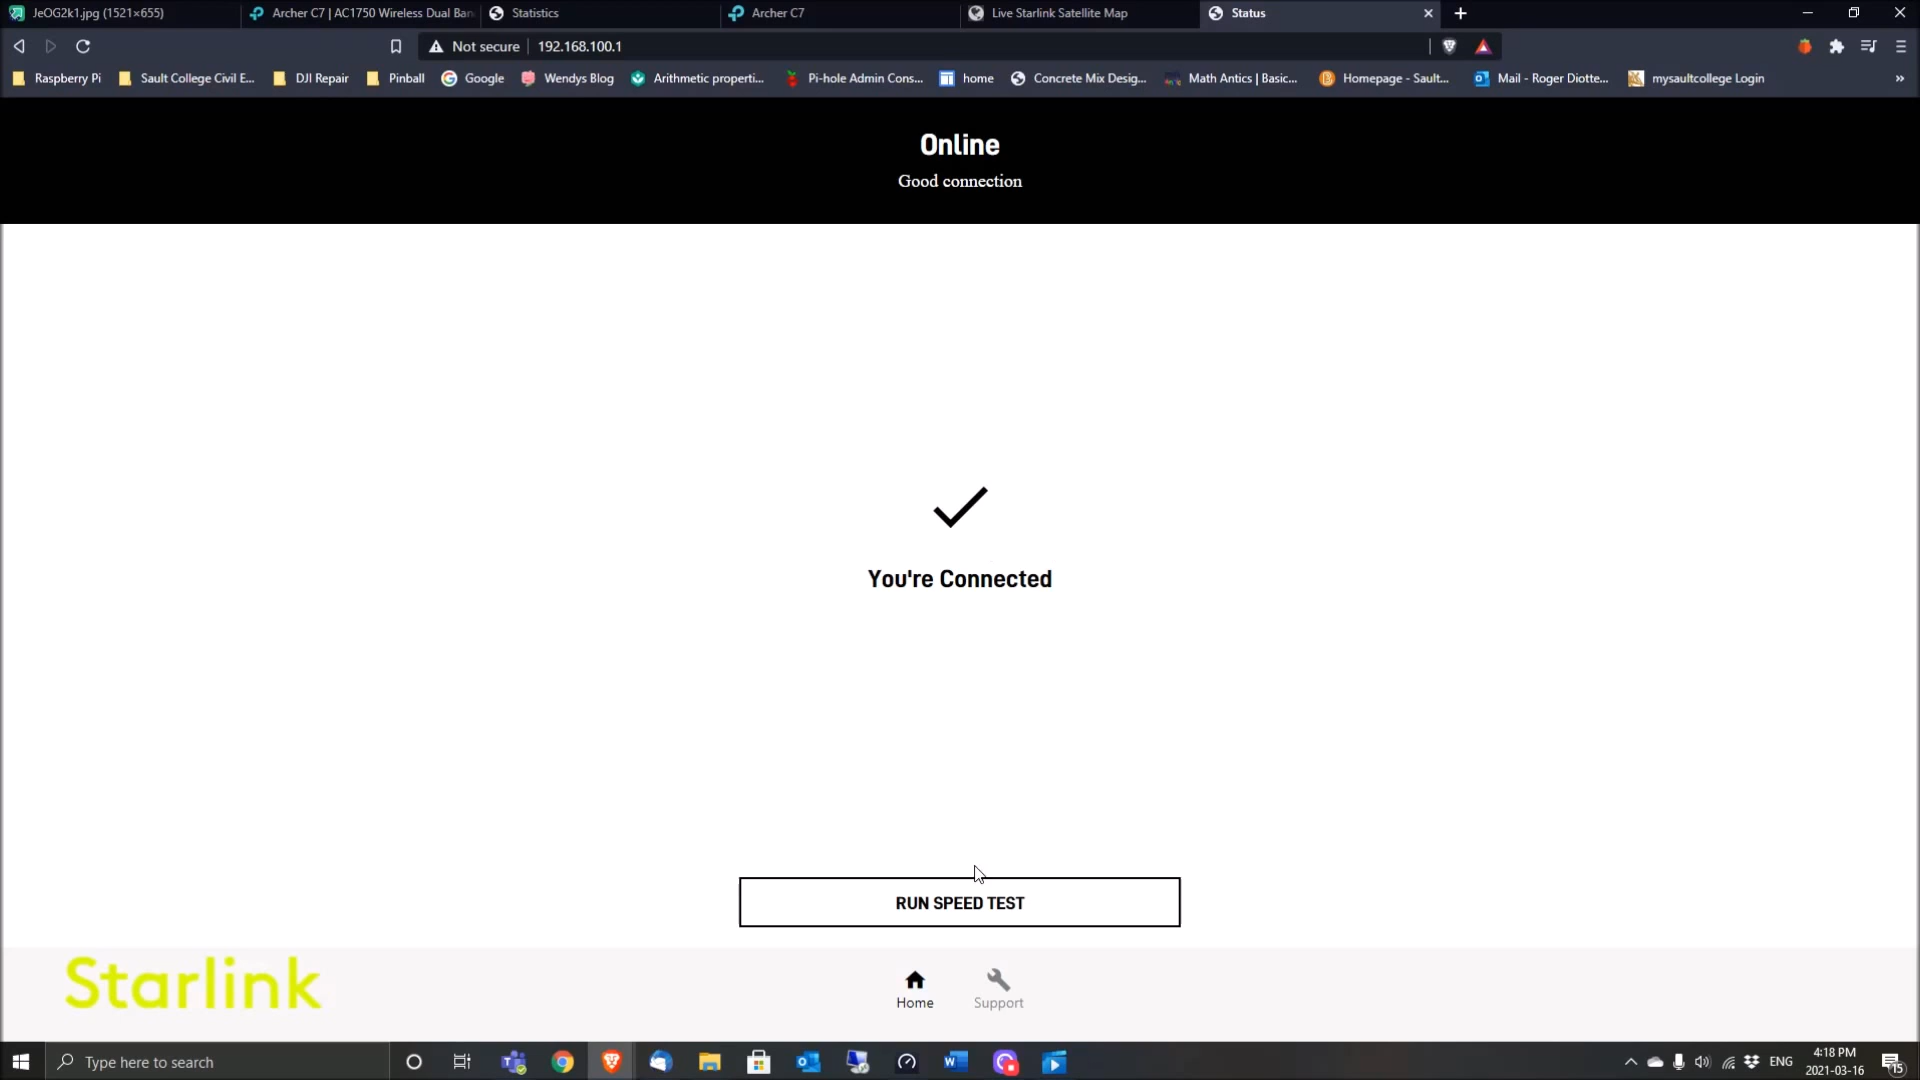 JeOG2k1.jpg (1521×655)
Archer C7 | AC1750 Wireless Dual Ban
Statistics
Archer C7
Live Starlink Satellite Map
Status
Not secure
192.168.100.1
Raspberry Pi
Sault College Civil E...
DJI Repair
Pinball
Google
Wendys Blog
Arithmetic properti...
Pi-hole Admin Cons...
home
Concrete Mix Desig...
Math Antics | Basic...
Homepage - Sault...
Mail - Roger Diotte...
mysaultcollege Login
»
Online
Good connection
You're Connected
RUN SPEED TEST
Starlink
Home
Support
Type here to search
ENG
4:18 PM
2021-03-16
15